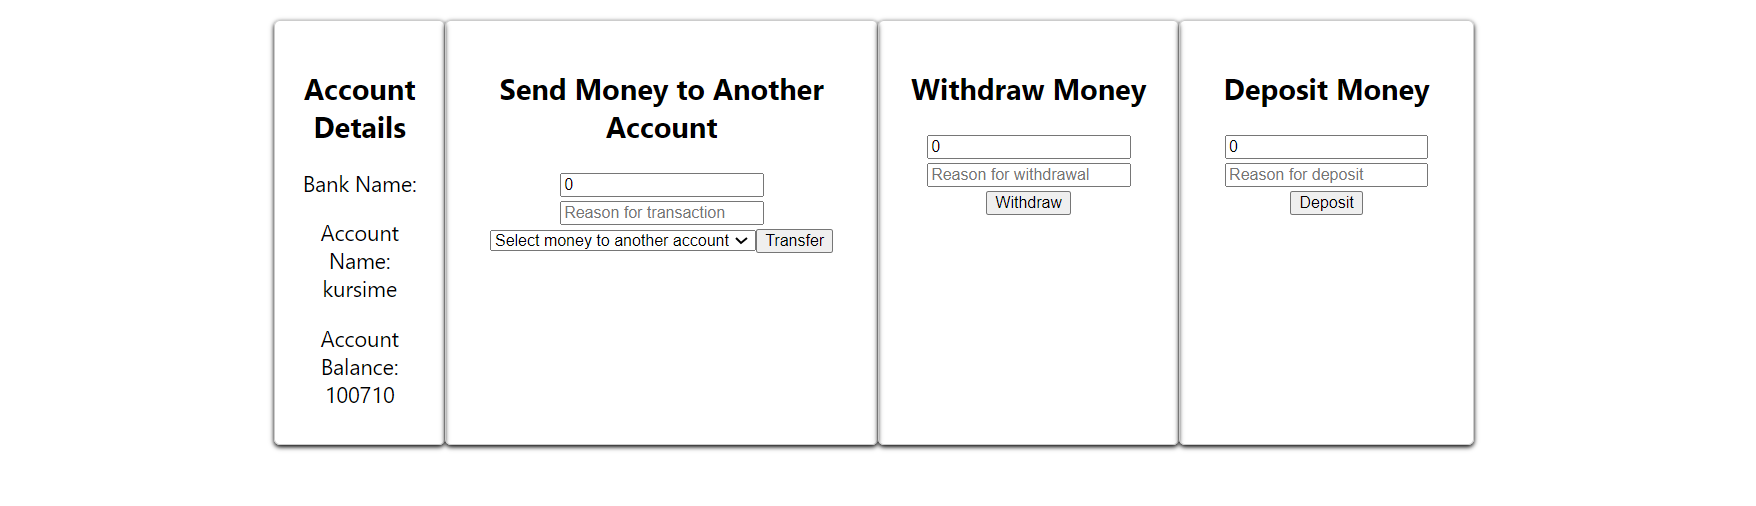 Account
Details
Bank Name:
Account
Name:
kursime
Account
Balance:
100710
Send Money to Another
Account
0
Reason for transaction
Select money to another account
Transfer
Withdraw Money
0
Reason for withdrawal
Withdraw
Deposit Money
0
Reason for deposit
Deposit